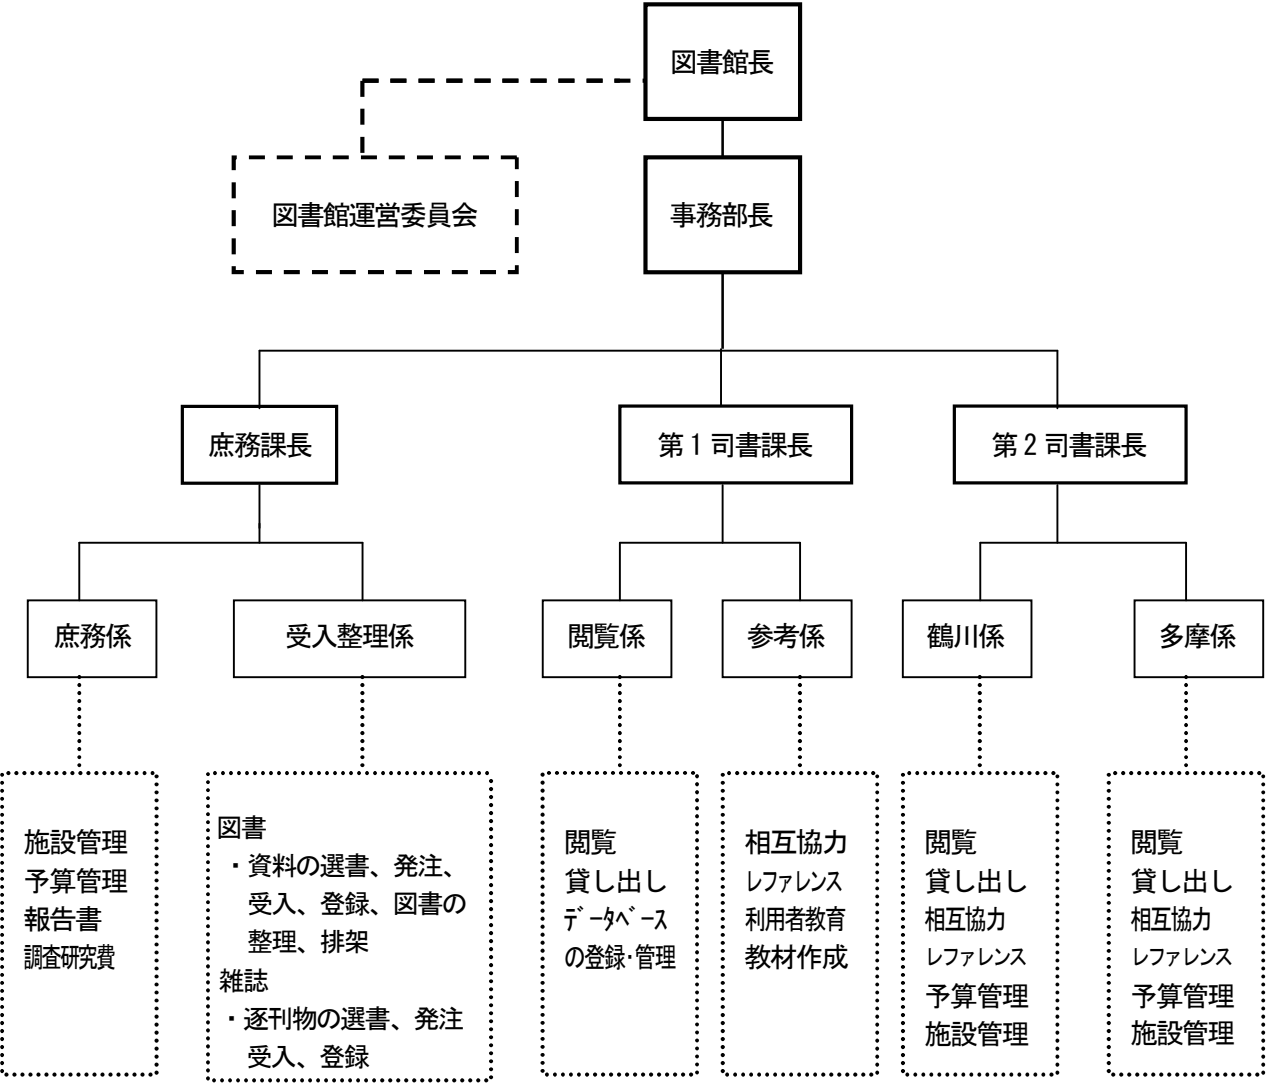 図書館長
図書館運営委員会
事務部長
庶務課長
第1司書課長
第2司書課長
庶務係
受入整理係
閲覧係
参考係
鶴川係
多摩係
施設管理
予算管理
報告書
調査研究費
図書
・資料の選書、発注、
受入、登録、図書の
整理、排架
雑誌
・逐刊物の選書、発注
受入、登録
閲覧
貸し出し
ﾃﾞｰﾀﾍﾞｰｽ
の登録･管理
相互協力
レファレンス
利用者教育
教材作成
閲覧
貸し出し
相互協力
レファレンス
予算管理
施設管理
閲覧
貸し出し
相互協力
レファレンス
予算管理
施設管理